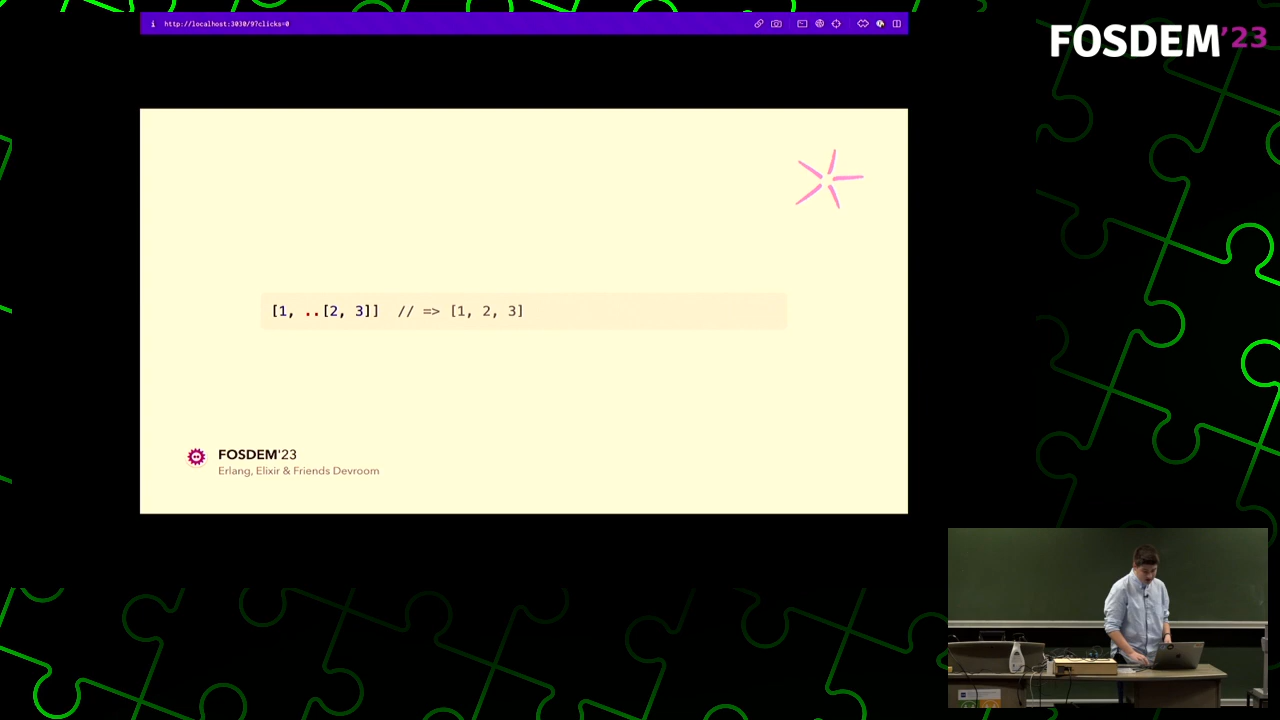 http://localhost:3030/9?clicks=0
FOSDEM'23
[1, ..[2, 3]]  // => [1, 2, 3]
FOSDEM'23
Erlang, Elixir & Friends Devroom